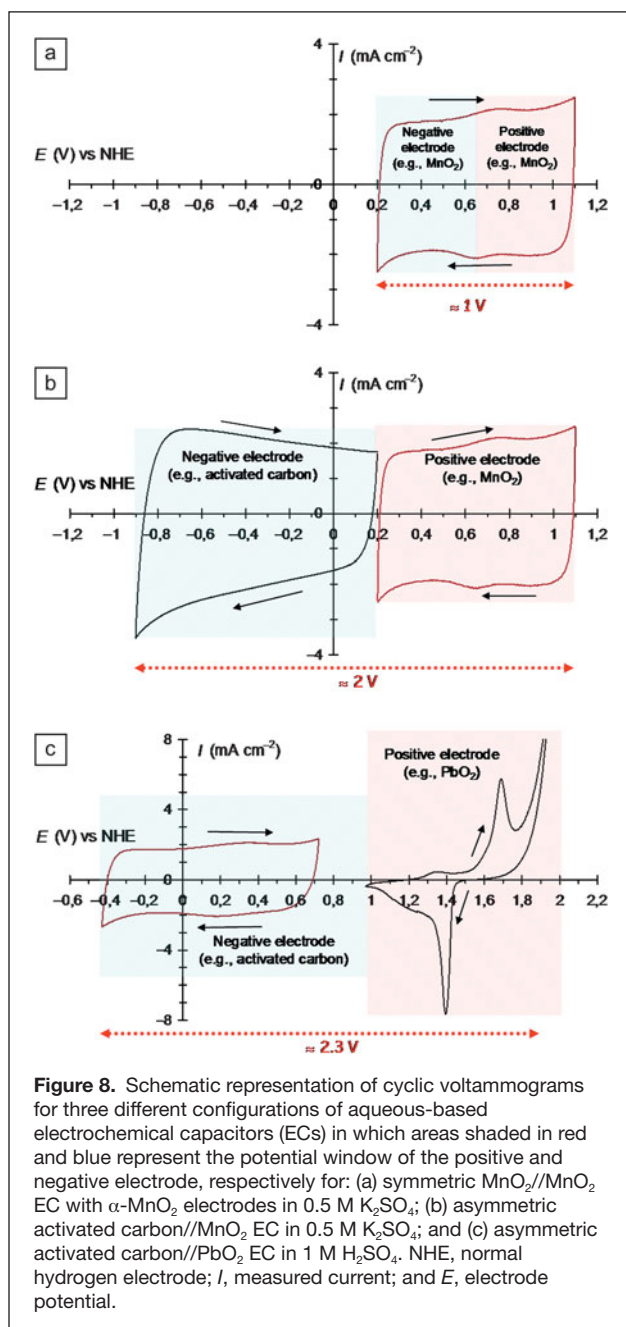 a
4
I (mA cm⁻²)
Negative
electrode
(e.g., MnO₂)
Positive
electrode
(e.g., MnO₂)
E (V) vs NHE
0
−1,2 −1 −0,8 −0,6 −0,4 −0,2 0 0,2 0,4 0,6 0,8 1 1,2
≈ 1 V
−4
b
4
I (mA cm⁻²)
Negative electrode
(e.g., activated carbon)
Positive electrode
(e.g., MnO₂)
E (V) vs NHE
0
−1,2 −1 −0,8 −0,6 −0,4 −0,2 0 0,2 0,4 0,6 0,8 1 1,2
−4
≈ 2 V
c
8
I (mA cm⁻²)
Positive electrode
(e.g., PbO₂)
4
E (V) vs NHE
0
−0,6 −0,4 −0,2 0 0,2 0,4 0,6 0,8 1 1,2 1,4 1,6 1,8 2 2,2
−4
Negative electrode
(e.g., activated carbon)
−8
≈ 2.3 V
Figure 8. Schematic representation of cyclic voltammograms
for three different configurations of aqueous-based
electrochemical capacitors (ECs) in which areas shaded in red
and blue represent the potential window of the positive and
negative electrode, respectively for: (a) symmetric MnO₂//MnO₂
EC with α-MnO₂ electrodes in 0.5 M K₂SO₄; (b) asymmetric
activated carbon//MnO₂ EC in 0.5 M K₂SO₄; and (c) asymmetric
activated carbon//PbO₂ EC in 1 M H₂SO₄. NHE, normal
hydrogen electrode; I, measured current; and E, electrode
potential.